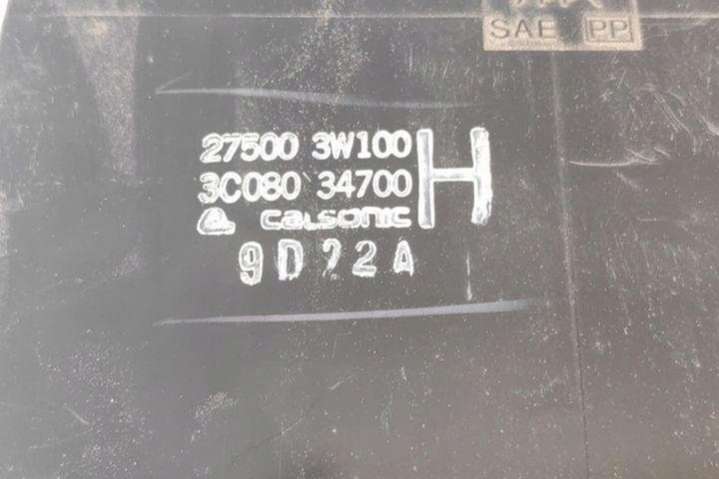 SAE PP
27500 3W100 H
3C080 34700
CALSONIC
9D22A